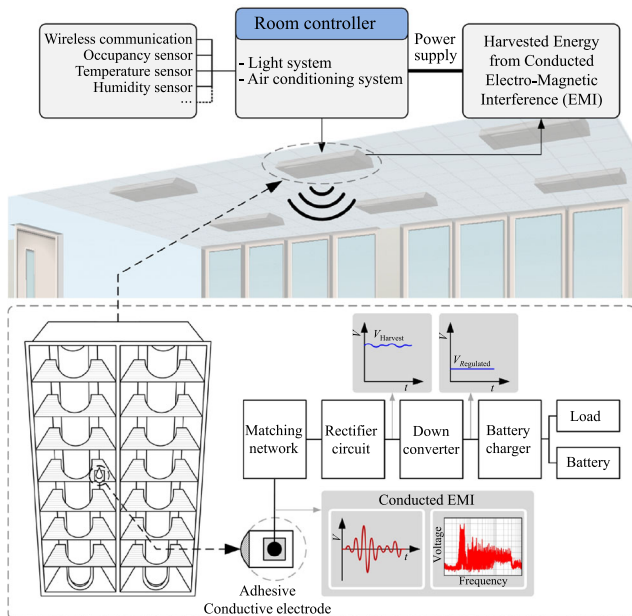 Wireless communication
Occupancy sensor
Temperature sensor
Humidity sensor
...
Room controller
- Light system
- Air conditioning system
Power
supply
Harvested Energy
from Conducted
Electro-Magnetic
Interference (EMI)
V
VHarvest
t
V
VRegulated
t
Matching
network
Rectifier
circuit
Down
converter
Battery
charger
Load
Battery
Conducted EMI
V
t
Voltage
Frequency
Adhesive
Conductive electrode